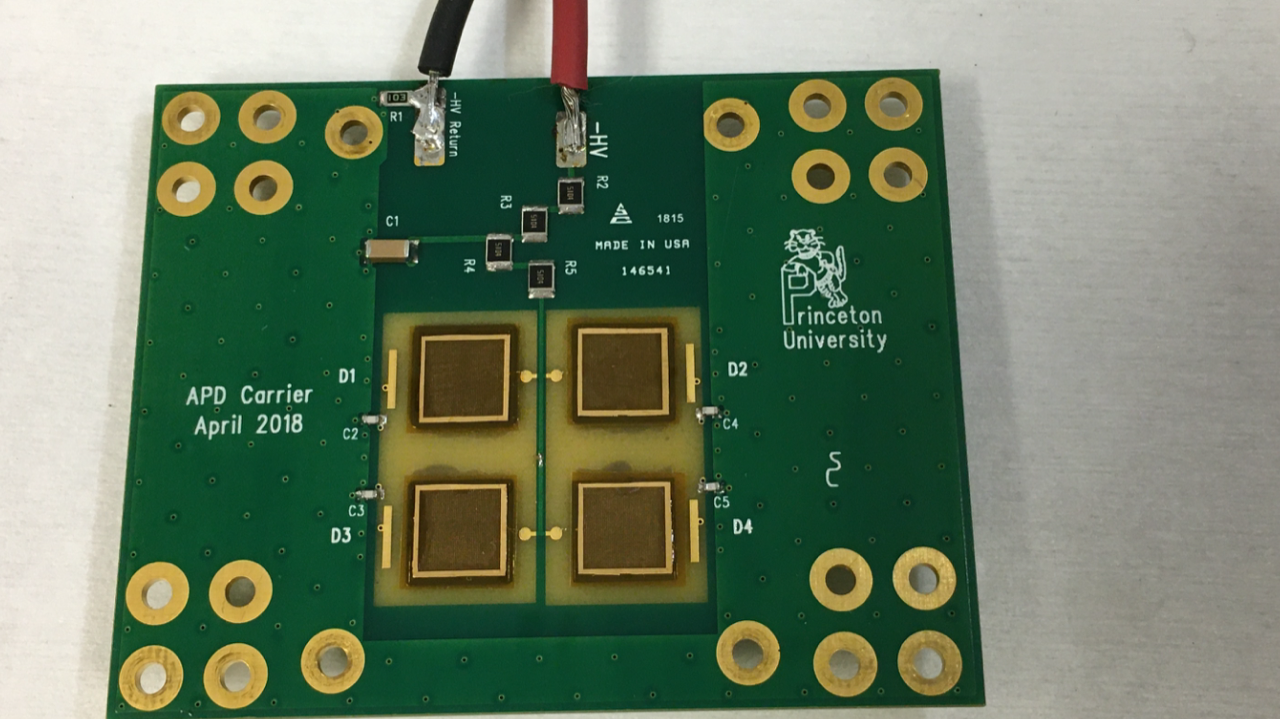 103
R1
-HV Return
-HV
R2
R3
C1
1815
MADE IN USA
R4
R5
146541
Princeton
University
D1
D2
APD Carrier
April 2018
C2
C4
C3
C5
D3
D4